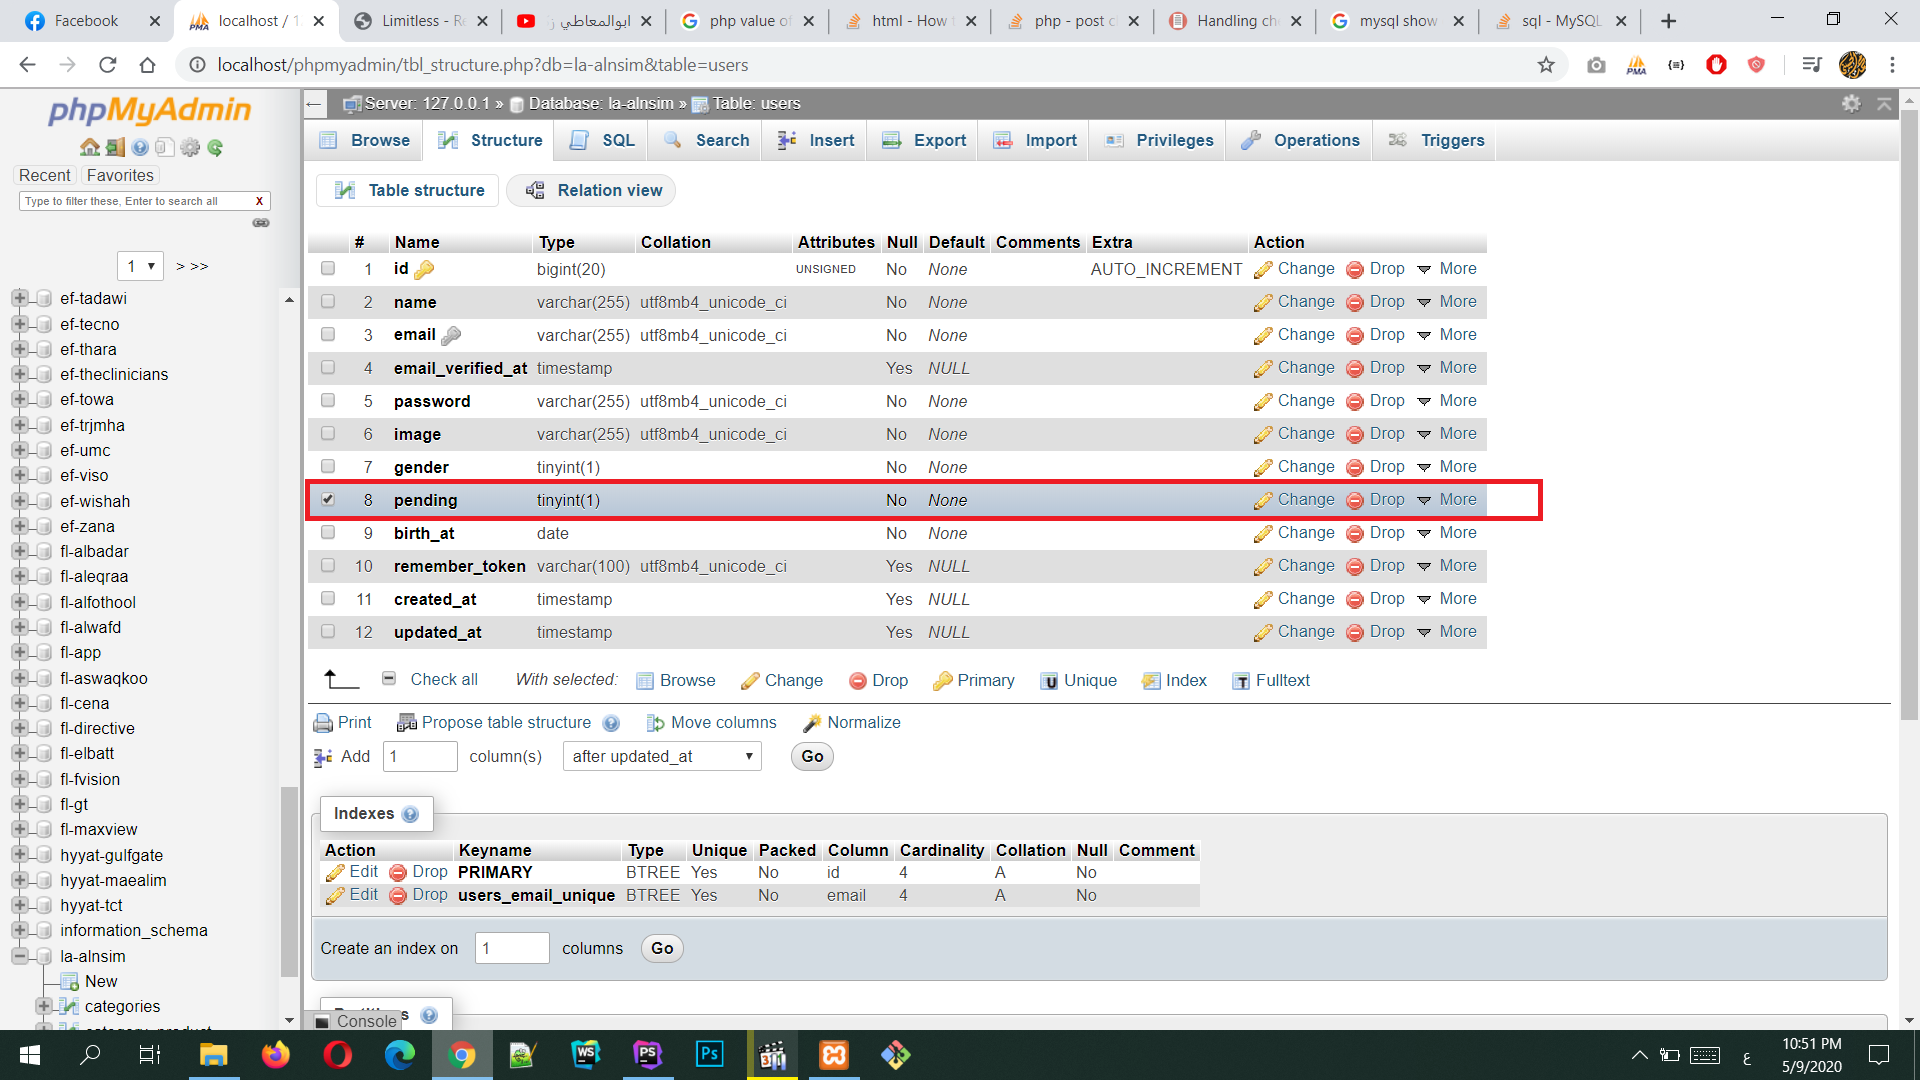 Facebook
localhost / 1
Limitless - Re
ابوالمعاطي ز
php value of
html - How t
php - post c
Handling che
mysql show
sql - MySQL
localhost/phpmyadmin/tbl_structure.php?db=la-alnsim&table=users
phpMyAdmin
Recent
Favorites
Type to filter these, Enter to search all
X
1
> >>
ef-tadawi
ef-tecno
ef-thara
ef-theclinicians
ef-towa
ef-trjmha
ef-umc
ef-viso
ef-wishah
ef-zana
fl-albadar
fl-aleqraa
fl-alfothool
fl-alwafd
fl-app
fl-aswaqkoo
fl-cena
fl-directive
fl-elbatt
fl-fvision
fl-gt
fl-maxview
hyyat-gulfgate
hyyat-maealim
hyyat-tct
information_schema
la-alnsim
New
categories
category_product
Server: 127.0.0.1 » Database: la-alnsim » Table: users
Browse Structure SQL Search Insert Export Import Privileges Operations Triggers
Table structure Relation view
# Name Type Collation Attributes Null Default Comments Extra Action
1 id bigint(20) UNSIGNED No None AUTO_INCREMENT Change Drop More
2 name varchar(255) utf8mb4_unicode_ci No None Change Drop More
3 email varchar(255) utf8mb4_unicode_ci No None Change Drop More
4 email_verified_at timestamp Yes NULL Change Drop More
5 password varchar(255) utf8mb4_unicode_ci No None Change Drop More
6 image varchar(255) utf8mb4_unicode_ci No None Change Drop More
7 gender tinyint(1) No None Change Drop More
8 pending tinyint(1) No None Change Drop More
9 birth_at date No None Change Drop More
10 remember_token varchar(100) utf8mb4_unicode_ci Yes NULL Change Drop More
11 created_at timestamp Yes NULL Change Drop More
12 updated_at timestamp Yes NULL Change Drop More
Check all With selected: Browse Change Drop Primary Unique Index Fulltext
Print Propose table structure Move columns Normalize
Add 1 column(s) after updated_at Go
Indexes
Action Keyname Type Unique Packed Column Cardinality Collation Null Comment
Edit Drop PRIMARY BTREE Yes No id 4 A No
Edit Drop users_email_unique BTREE Yes No email 4 A No
Create an index on 1 columns Go
Console
10:51 PM
5/9/2020
ع